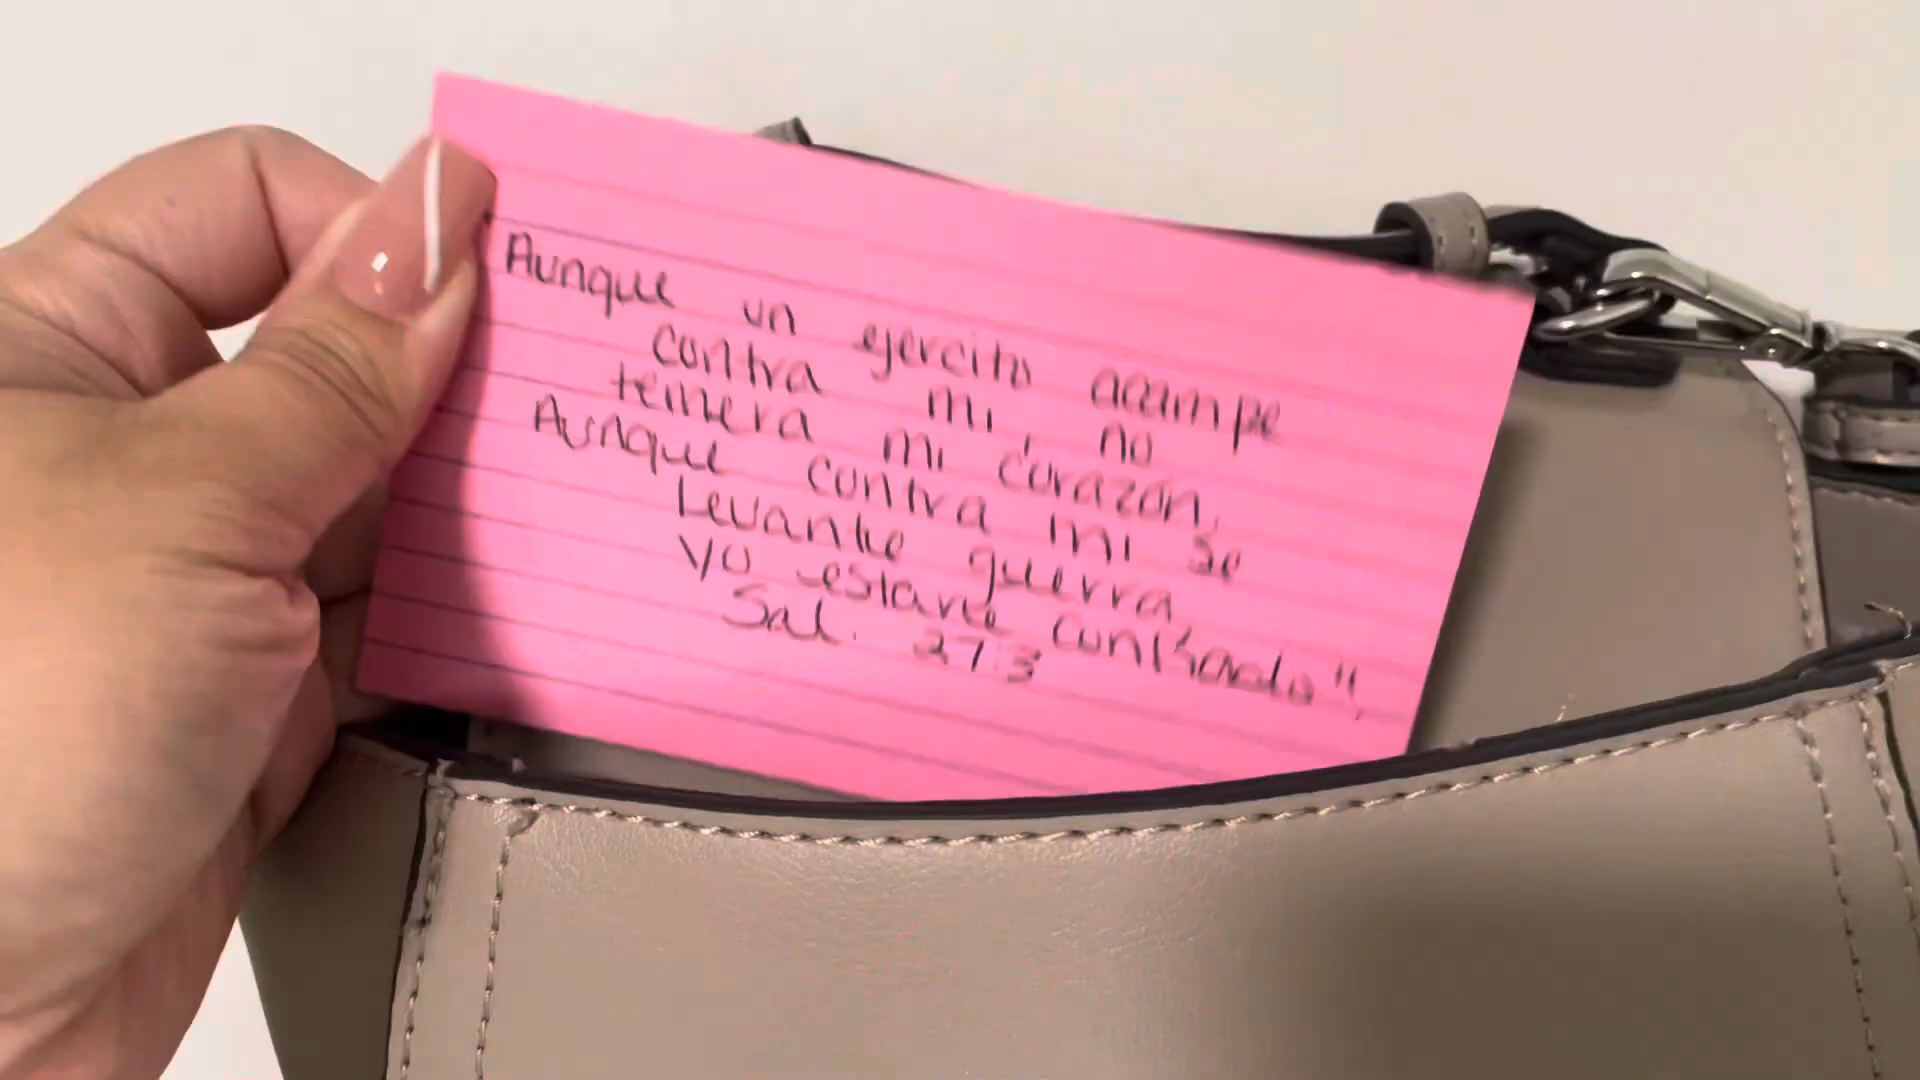 Aunque un ejercito acampe
contra mi, no
temera mi corazón,
Aunque contra mi se
levante guerra,
yo estare confiado",
Sal. 27:3